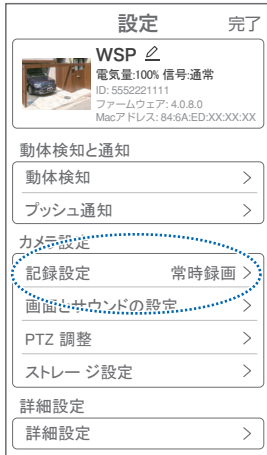 設定 完了
WSP
電気量:100% 信号:通常
ID: 5552221111
ファームウェア: 4.0.8.0
Macアドレス: 84:6A:ED:XX:XX:XX
動体検知と通知
動体検知
プッシュ通知
カメラ設定
記録設定 常時録画
画面とサウンドの設定
PTZ 調整
ストレージ設定
詳細設定
詳細設定